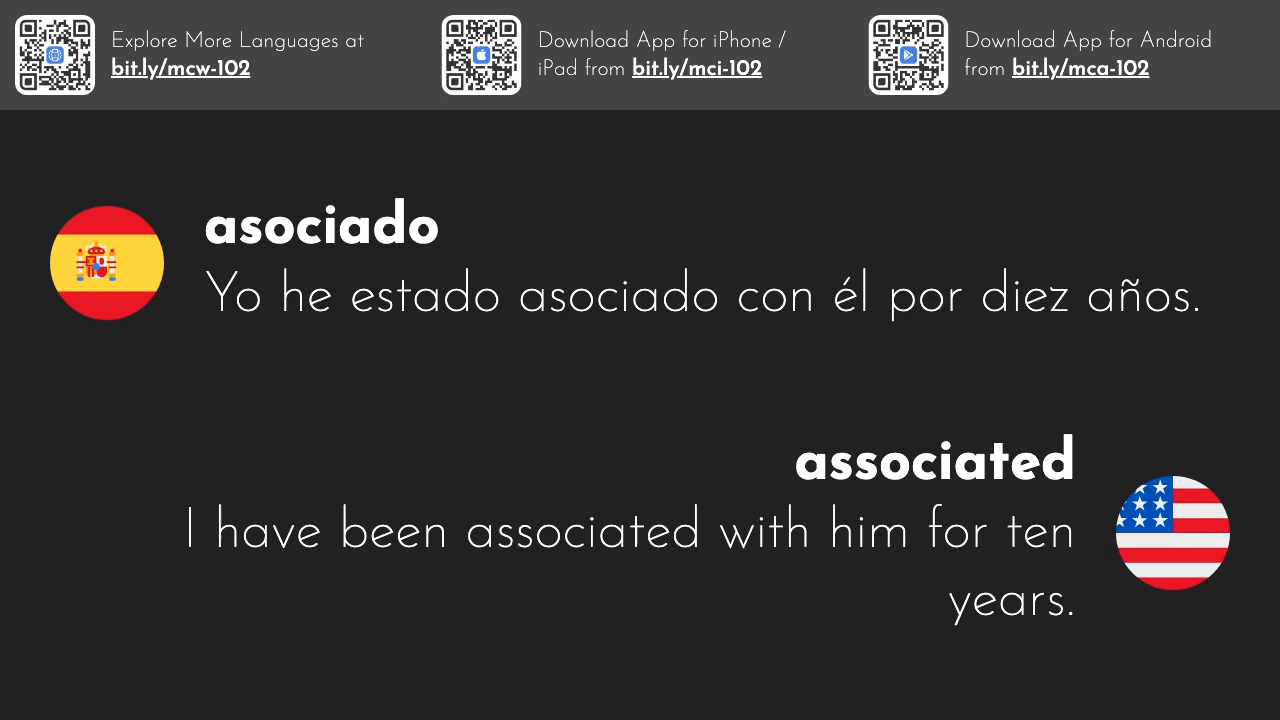 Explore More Languages at
bit.ly/mcw-102
Download App for iPhone /
iPad from bit.ly/mci-102
Download App for Android
from bit.ly/mca-102
asociado
Yo he estado asociado con él por diez años.
associated
I have been associated with him for ten
years.